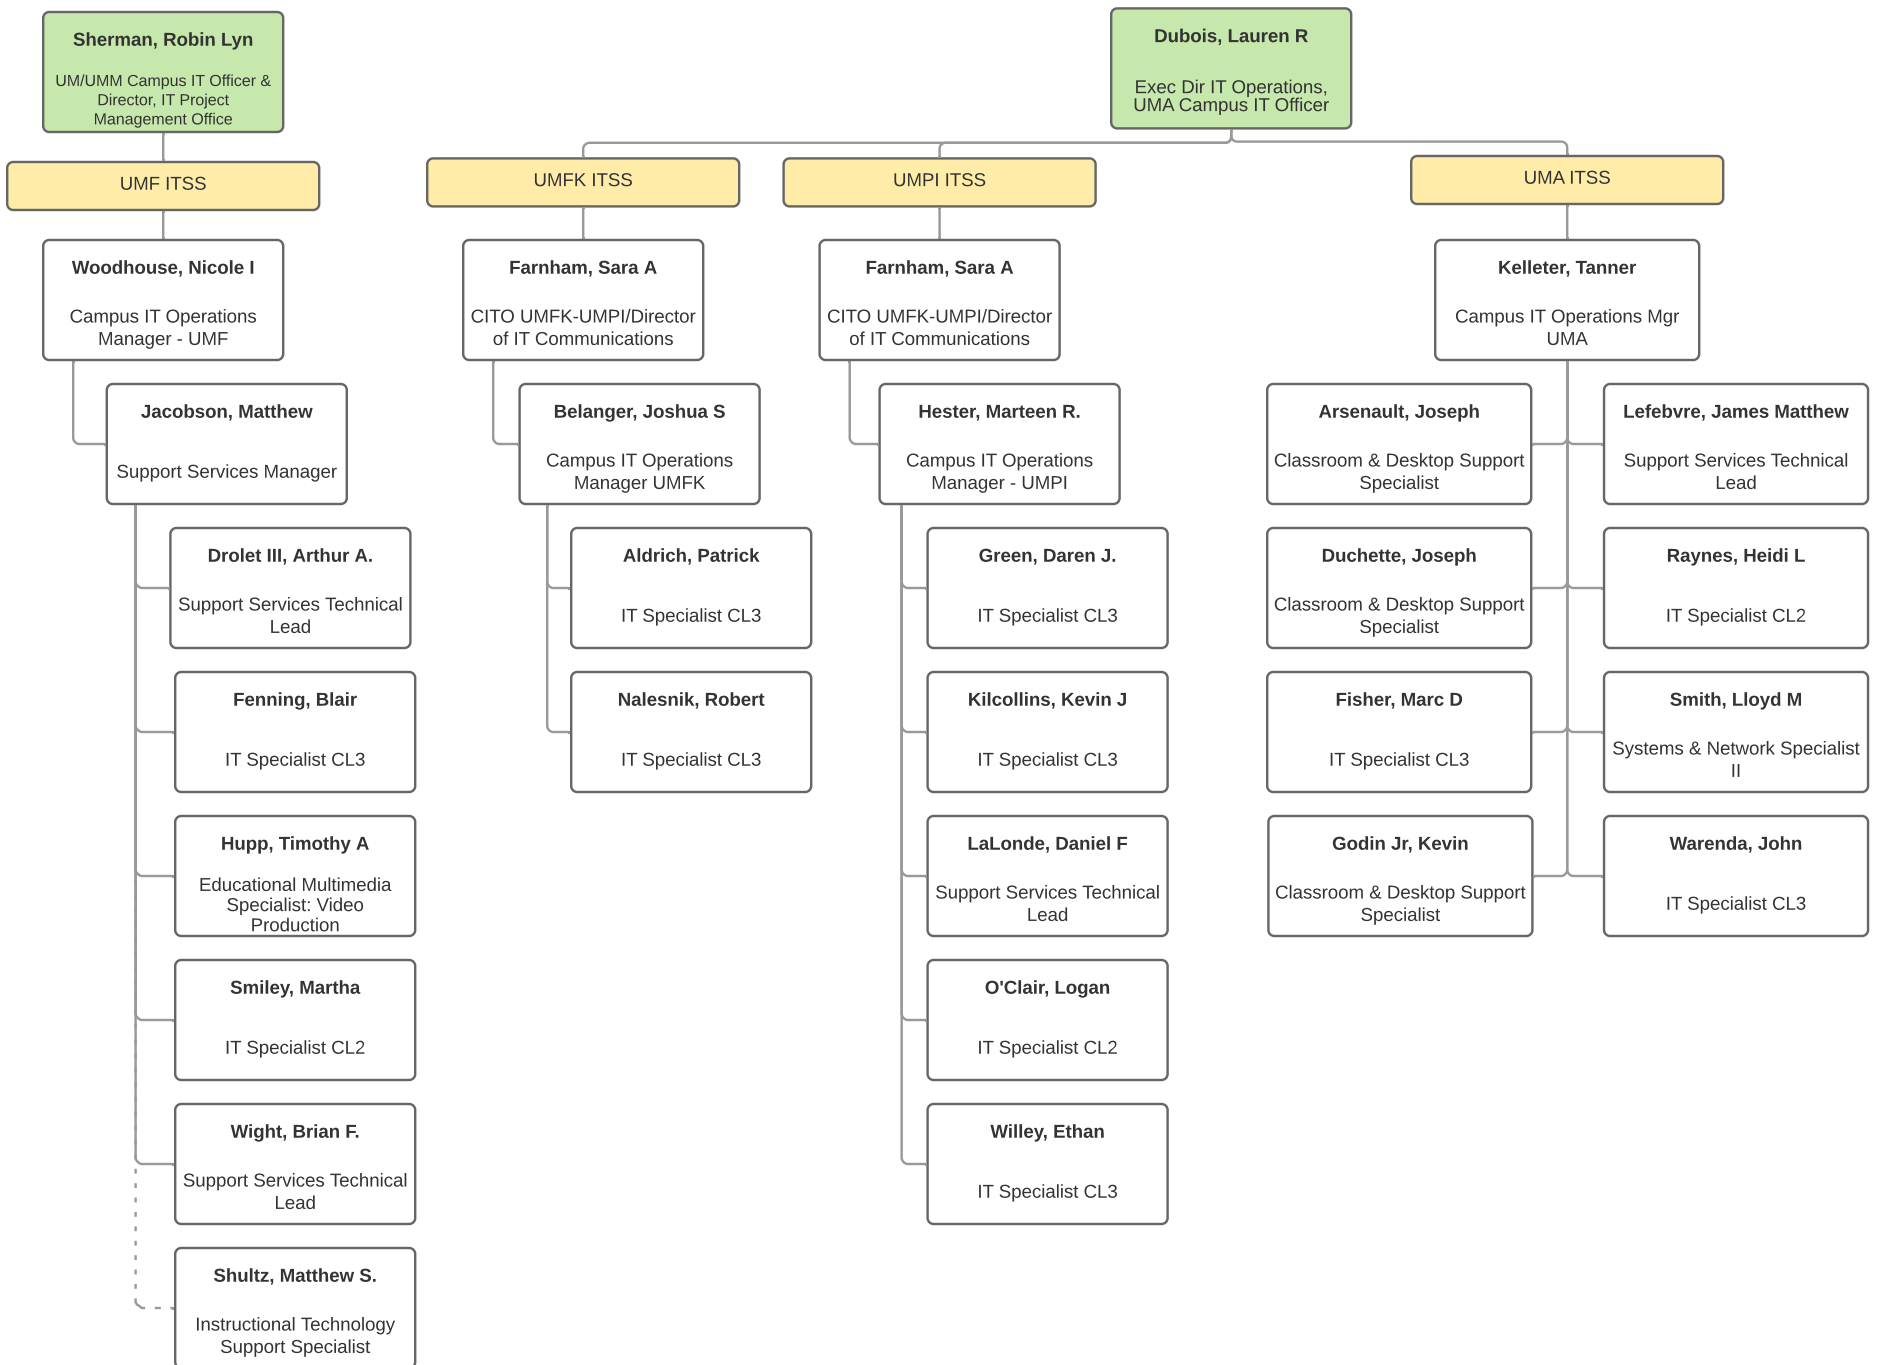 Sherman, Robin Lyn
UM/UMM Campus IT Officer &
Director, IT Project
Management Office
Dubois, Lauren R
Exec Dir IT Operations,
UMA Campus IT Officer
UMF ITSS
UMFK ITSS
UMPI ITSS
UMA ITSS
Woodhouse, Nicole I
Campus IT Operations
Manager - UMF
Jacobson, Matthew
Support Services Manager
Drolet III, Arthur A.
Support Services Technical
Lead
Fenning, Blair
IT Specialist CL3
Hupp, Timothy A
Educational Multimedia
Specialist: Video
Production
Smiley, Martha
IT Specialist CL2
Wight, Brian F.
Support Services Technical
Lead
Shultz, Matthew S.
Instructional Technology
Support Specialist
Farnham, Sara A
CITO UMFK-UMPI/Director
of IT Communications
Belanger, Joshua S
Campus IT Operations
Manager UMFK
Aldrich, Patrick
IT Specialist CL3
Nalesnik, Robert
IT Specialist CL3
Farnham, Sara A
CITO UMFK-UMPI/Director
of IT Communications
Hester, Marteen R.
Campus IT Operations
Manager - UMPI
Green, Daren J.
IT Specialist CL3
Kilcollins, Kevin J
IT Specialist CL3
LaLonde, Daniel F
Support Services Technical
Lead
O'Clair, Logan
IT Specialist CL2
Willey, Ethan
IT Specialist CL3
Kelleter, Tanner
Campus IT Operations Mgr
UMA
Arsenault, Joseph
Classroom & Desktop Support
Specialist
Duchette, Joseph
Classroom & Desktop Support
Specialist
Fisher, Marc D
IT Specialist CL3
Godin Jr, Kevin
Classroom & Desktop Support
Specialist
Lefebvre, James Matthew
Support Services Technical
Lead
Raynes, Heidi L
IT Specialist CL2
Smith, Lloyd M
Systems & Network Specialist
II
Warenda, John
IT Specialist CL3